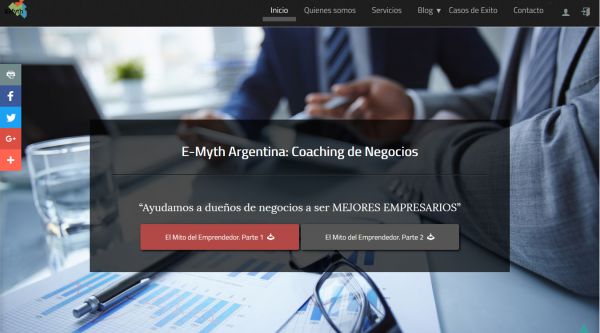 Inicio
Quienes somos
Servicios
Blog
Casos de Exito
Contacto
E-Myth Argentina: Coaching de Negocios
“Ayudamos a dueños de negocios a ser MEJORES EMPRESARIOS”
El Mito del Emprendedor. Parte 1
El Mito del Emprendedor. Parte 2